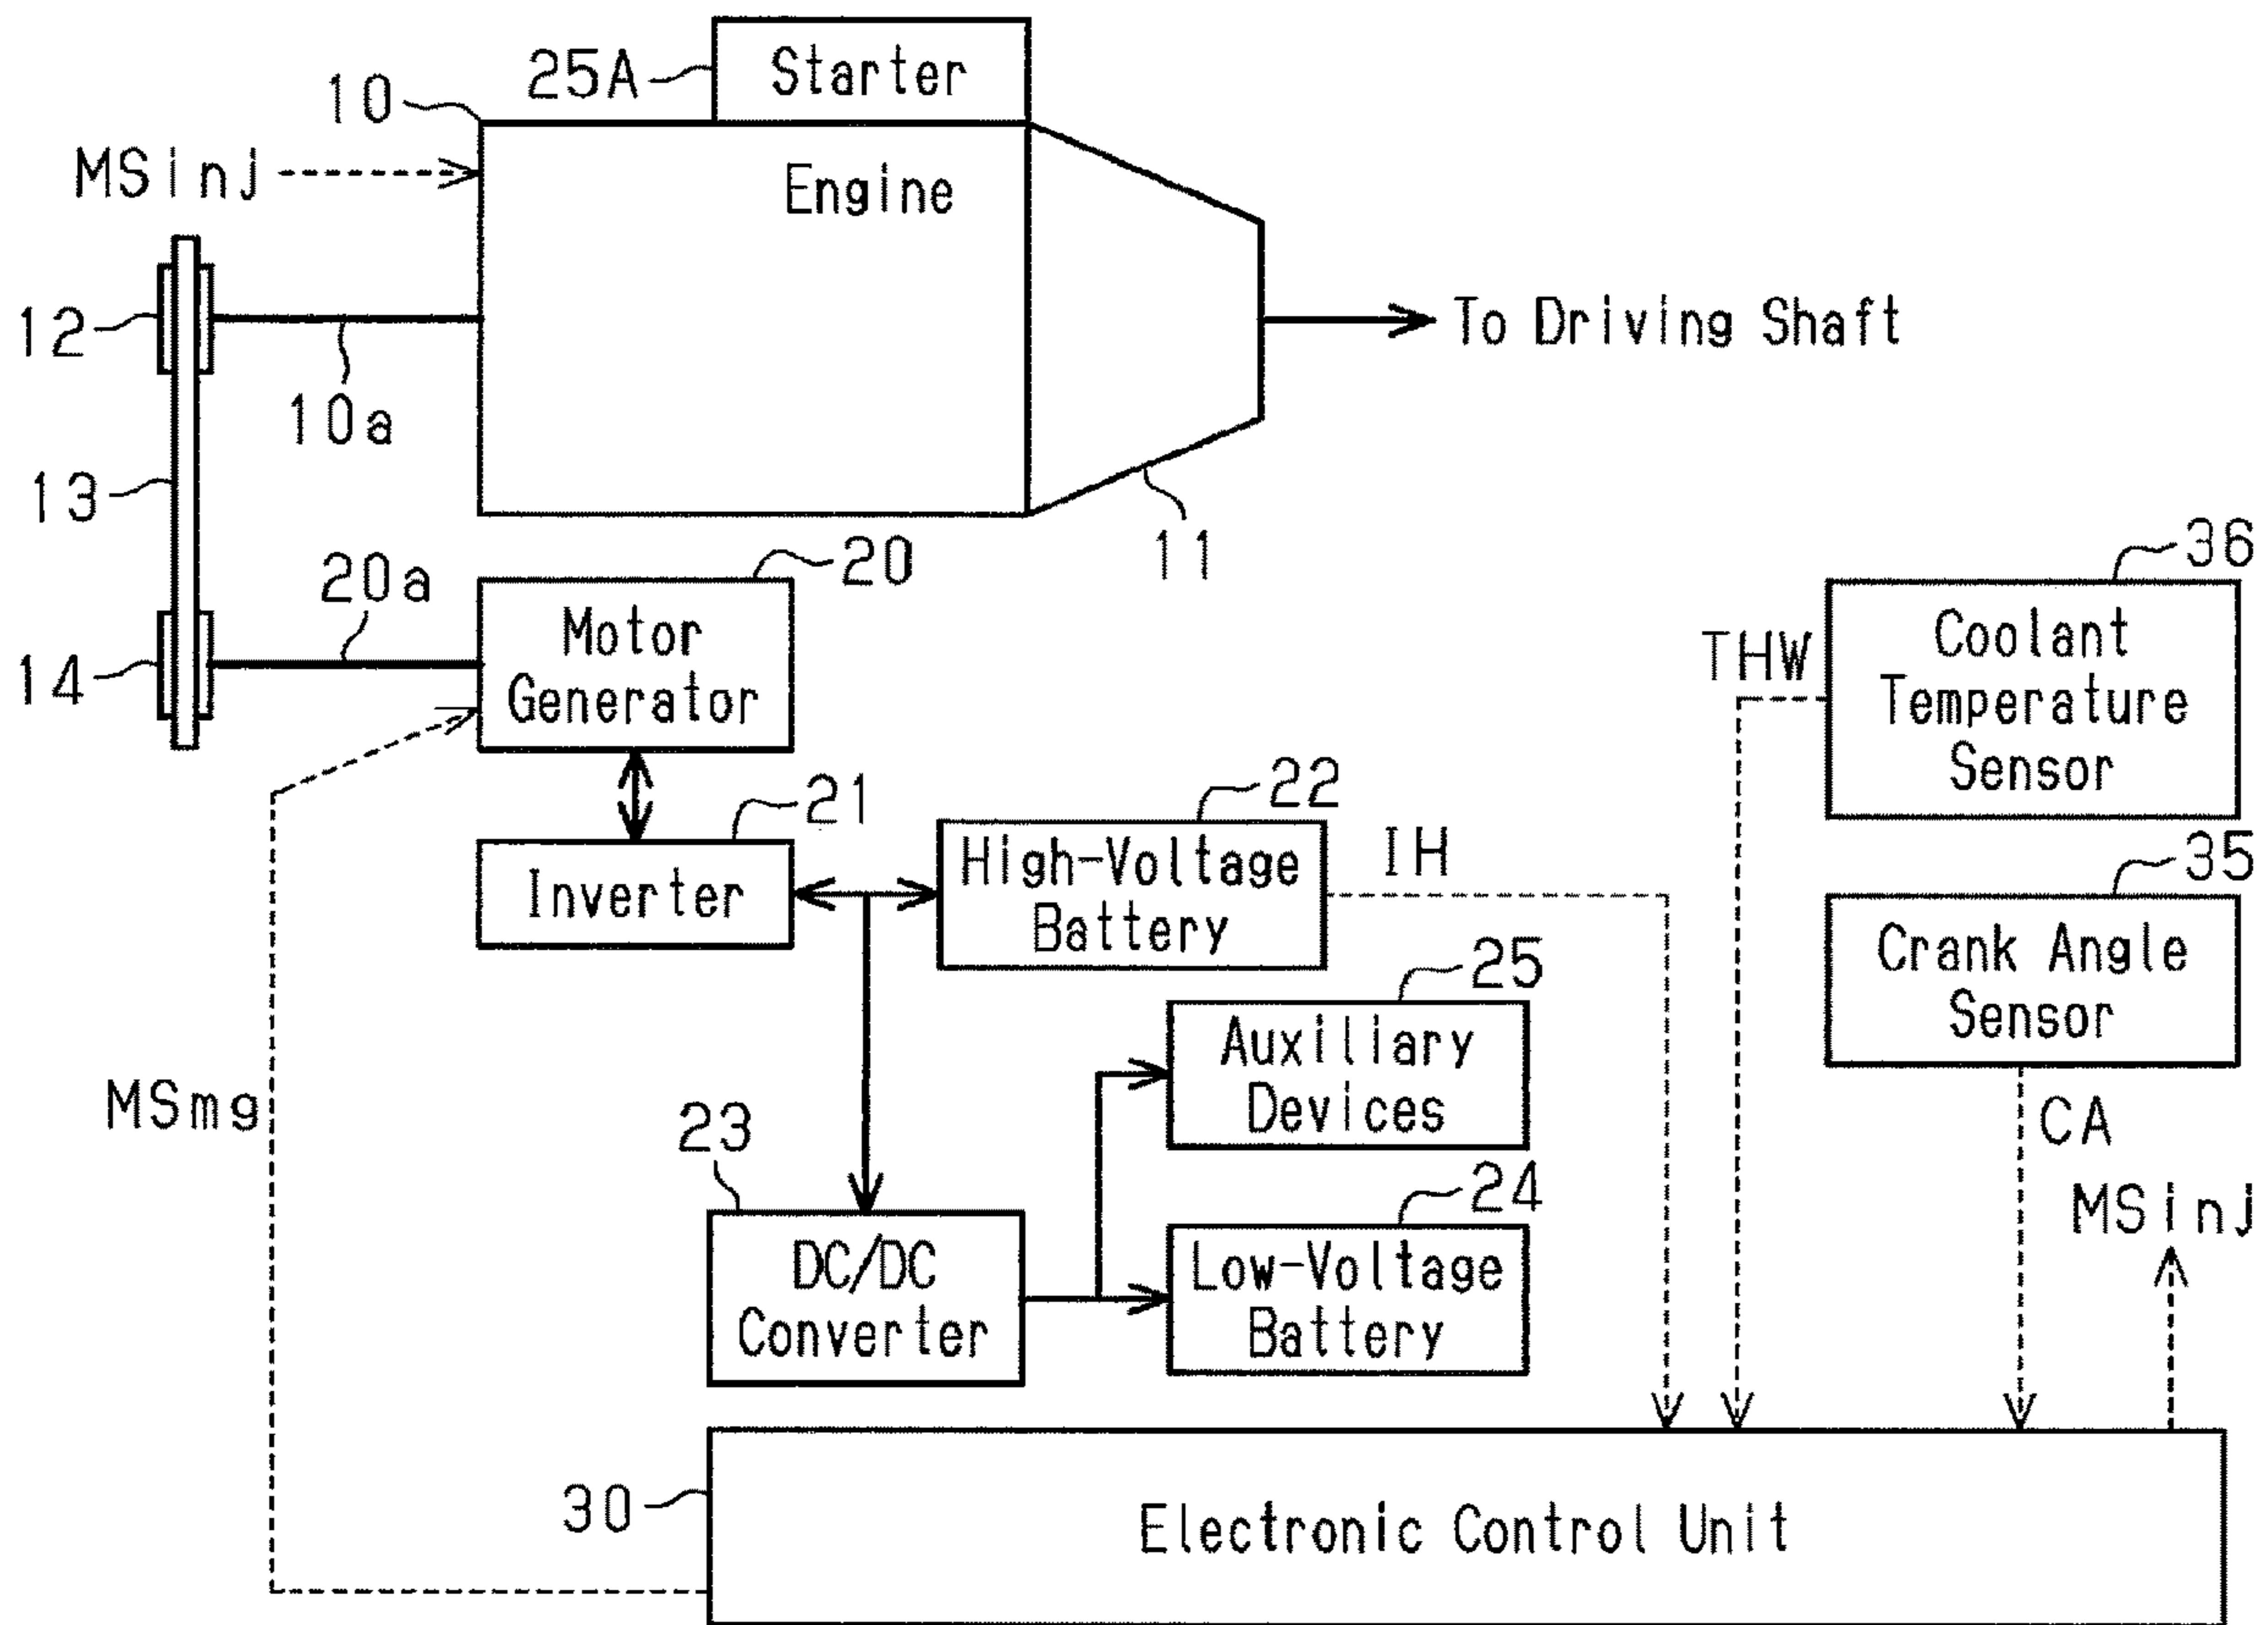 25A
Starter
10
MSinj
Engine
12
10a
To Driving Shaft
13
11
20
36
20a
Motor
Generator
14
THW
Coolant
Temperature
Sensor
21
22
Inverter
High-Voltage
Battery
IH
35
Crank Angle
Sensor
25
Auxiliary
Devices
MSmg
23
CA
24
MSinj
DC/DC
Converter
Low-Voltage
Battery
30
Electronic Control Unit